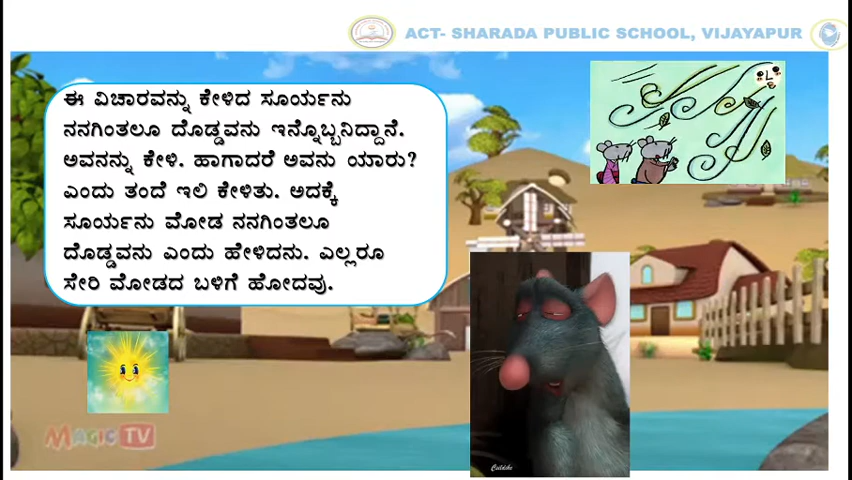 ACT- SHARADA PUBLIC SCHOOL, VIJAYAPUR
ಈ ವಿಚಾರವನ್ನು ಕೇಳಿದ ಸೂರ್ಯನು
ನನಗಿಂತಲೂ ದೊಡ್ಡವನು ಇನ್ನೊಬ್ಬನಿದ್ದಾನೆ.
ಅವನನ್ನು ಕೇಳಿ. ಹಾಗಾದರೆ ಅವನು ಯಾರು?
ಎಂದು ತಂದೆ ಇಲಿ ಕೇಳಿತು. ಅದಕ್ಕೆ
ಸೂರ್ಯನು ಮೋಡ ನನಗಿಂತಲೂ
ದೊಡ್ಡವನು ಎಂದು ಹೇಳಿದನು. ಎಲ್ಲರೂ
ಸೇರಿ ಮೋಡದ ಬಳಿಗೆ ಹೋದವು.
MAGIC TV